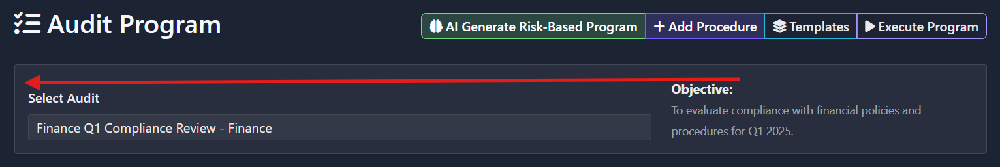 Audit Program
AI Generate Risk-Based Program
Add Procedure
Templates
Execute Program
Select Audit
Finance Q1 Compliance Review - Finance
Objective:
To evaluate compliance with financial policies and
procedures for Q1 2025.